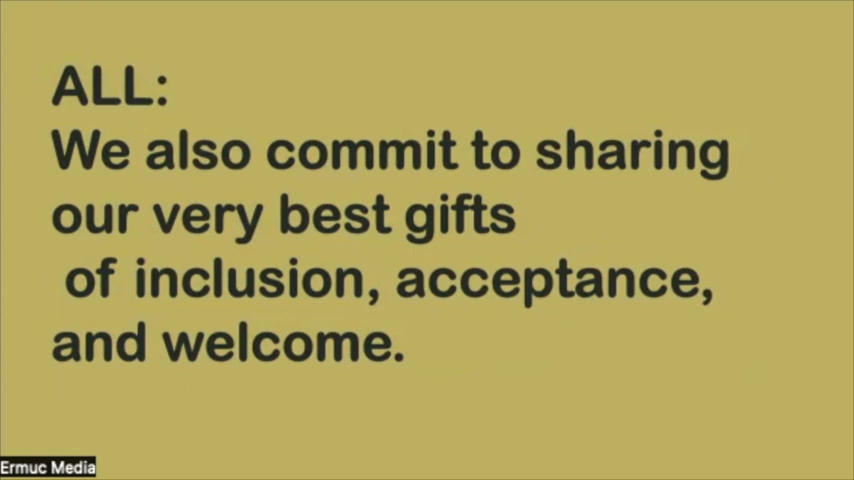 ALL:
We also commit to sharing
our very best gifts
of inclusion, acceptance,
and welcome.
Ermuc Media